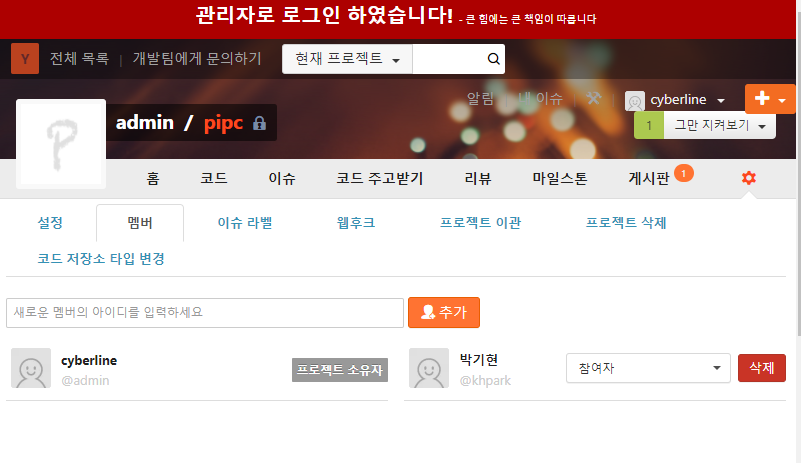 관리자로 로그인 하였습니다! - 큰 힘에는 큰 책임이 따릅니다
Y 전체 목록 | 개발팀에게 문의하기 현재 프로젝트
알림 | 내 이슈 | | cyberline
admin / pipc
1 그만 지켜보기
P
홈 코드 이슈 코드 주고받기 리뷰 마일스톤 게시판 1
설정 멤버 이슈 라벨 웹후크 프로젝트 이관 프로젝트 삭제
코드 저장소 타입 변경
새로운 멤버의 아이디를 입력하세요 추가
cyberline
@admin
프로젝트 소유자
박기현
@khpark
참여자 삭제